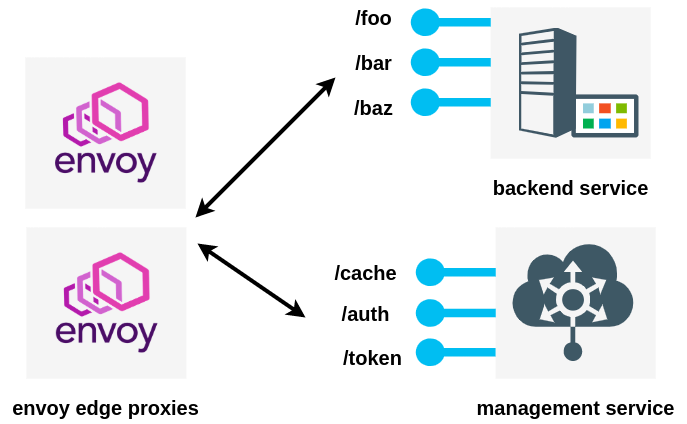 /foo
/bar
/baz
envoy
backend service
envoy
/cache
/auth
/token
envoy edge proxies
management service